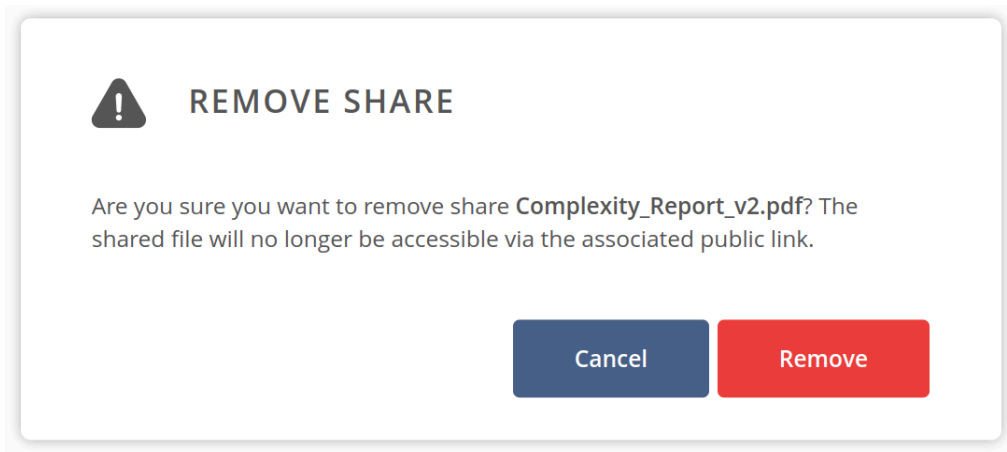 REMOVE SHARE
Are you sure you want to remove share Complexity_Report_v2.pdf? The
shared file will no longer be accessible via the associated public link.
Cancel
Remove